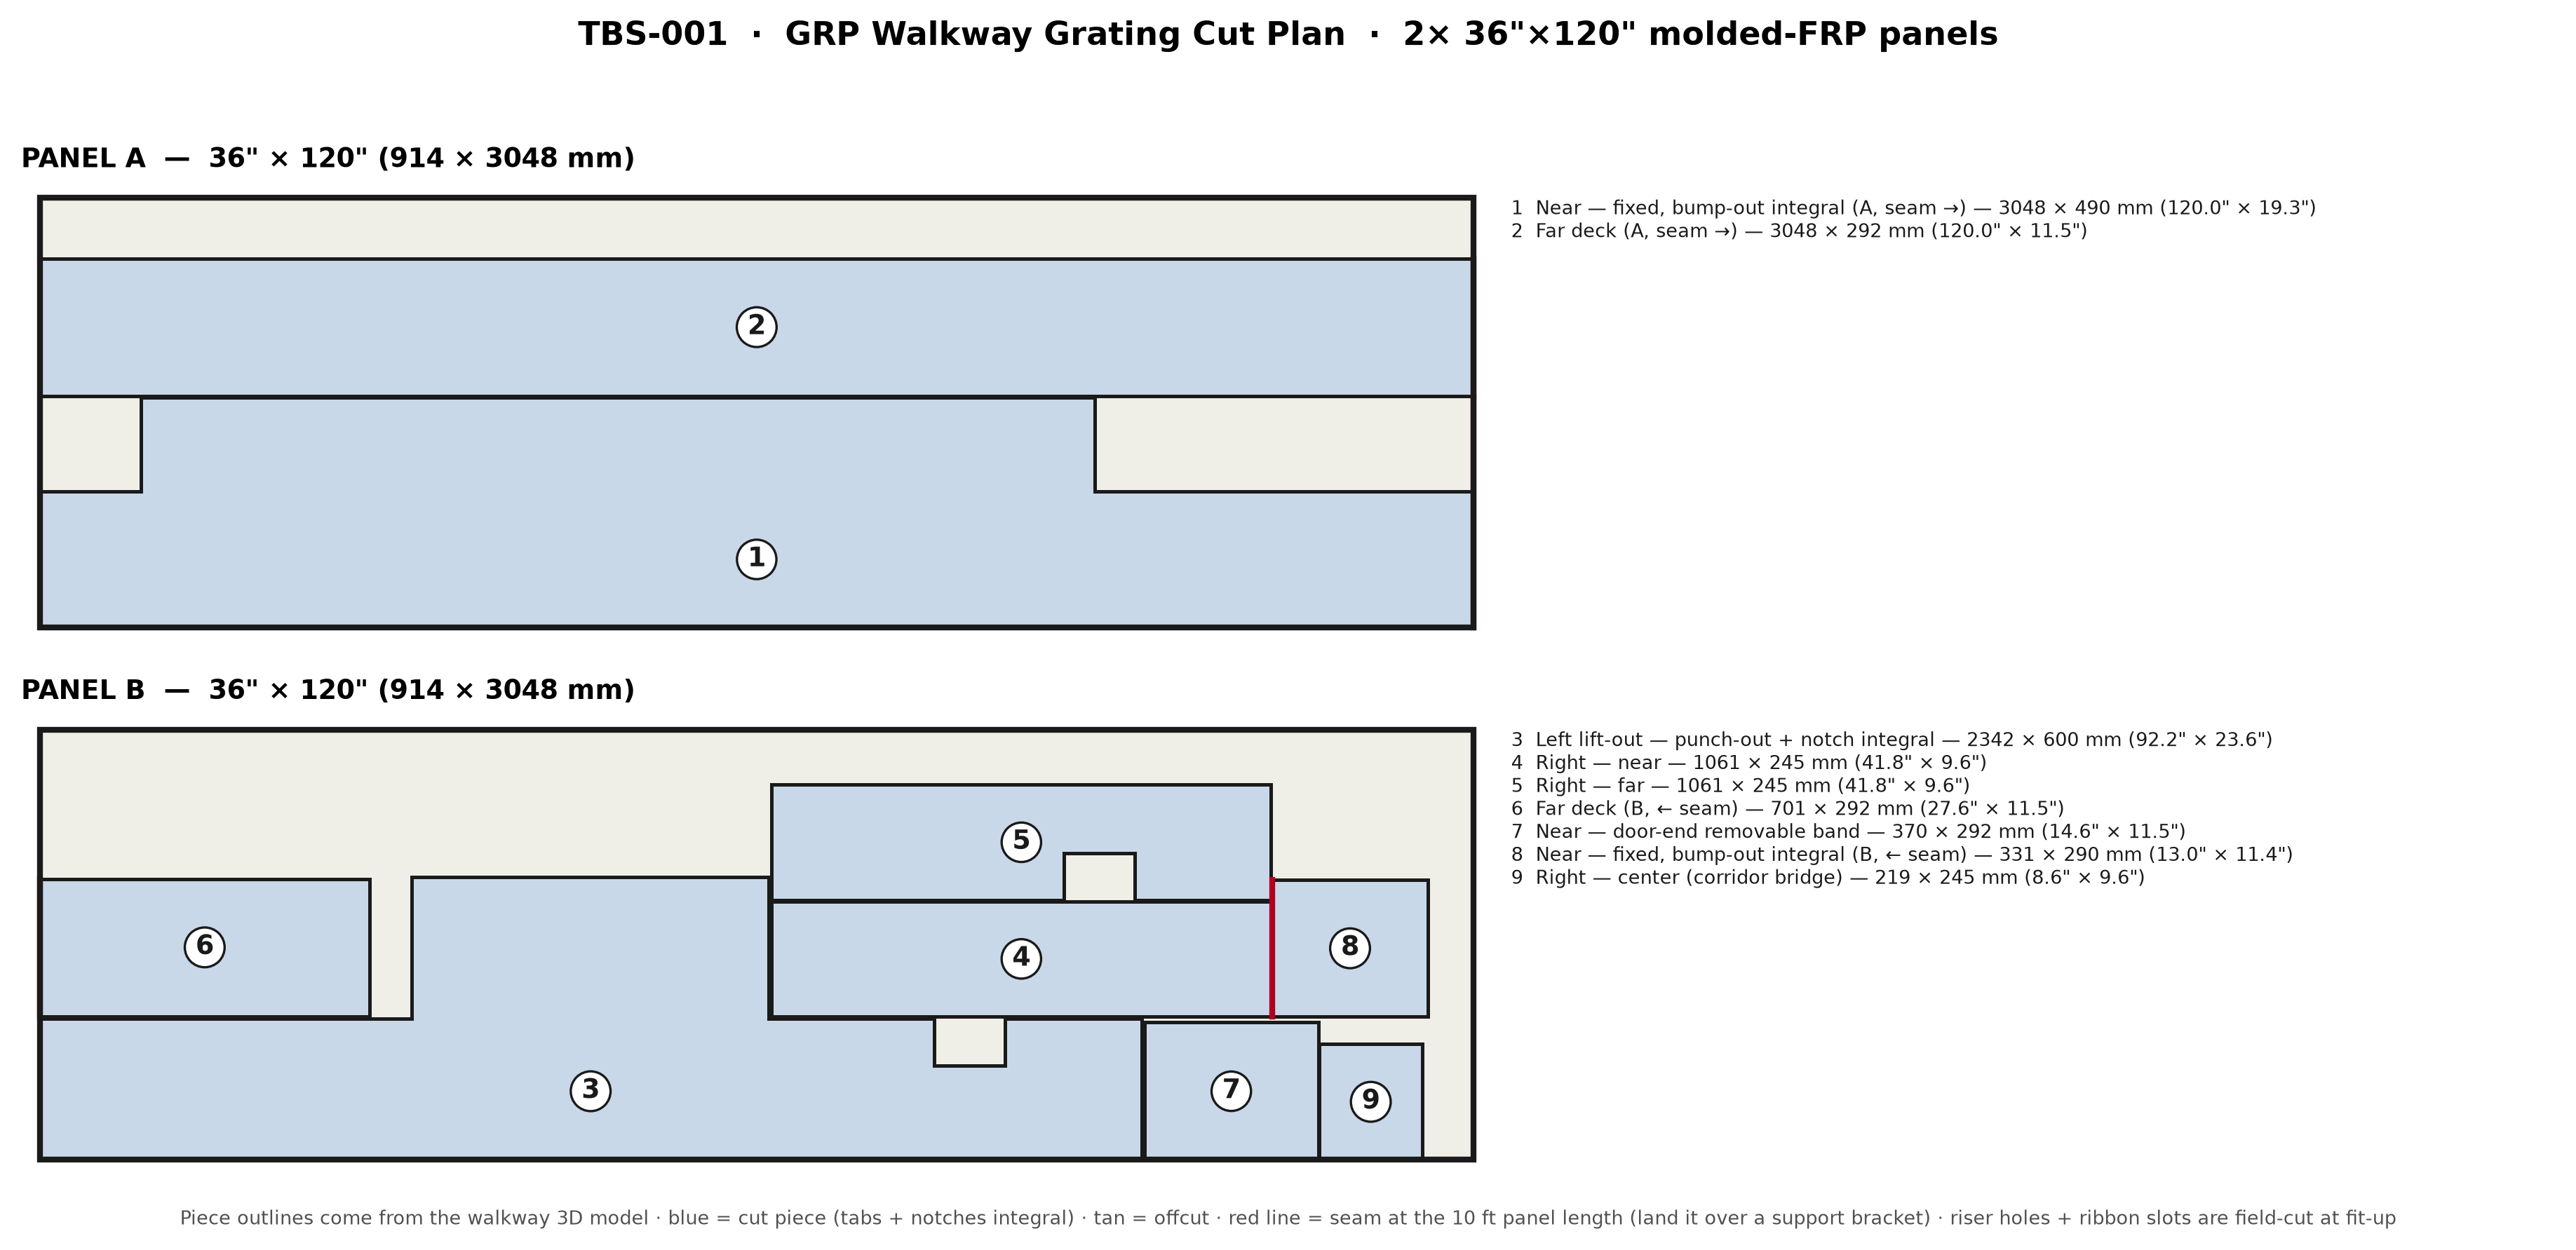 TBS-001 · GRP Walkway Grating Cut Plan · 2× 36"×120" molded-FRP panels
PANEL A — 36" × 120" (914 × 3048 mm)
1 Near — fixed, bump-out integral (A, seam →) — 3048 × 490 mm (120.0" × 19.3")
2 Far deck (A, seam →) — 3048 × 292 mm (120.0" × 11.5")
2
1
PANEL B — 36" × 120" (914 × 3048 mm)
3 Left lift-out — punch-out + notch integral — 2342 × 600 mm (92.2" × 23.6")
4 Right — near — 1061 × 245 mm (41.8" × 9.6")
5 Right — far — 1061 × 245 mm (41.8" × 9.6")
6 Far deck (B, ← seam) — 701 × 292 mm (27.6" × 11.5")
7 Near — door-end removable band — 370 × 292 mm (14.6" × 11.5")
8 Near — fixed, bump-out integral (B, ← seam) — 331 × 290 mm (13.0" × 11.4")
9 Right — center (corridor bridge) — 219 × 245 mm (8.6" × 9.6")
5
6
4
8
3
7
9
Piece outlines come from the walkway 3D model · blue = cut piece (tabs + notches integral) · tan = offcut · red line = seam at the 10 ft panel length (land it over a support bracket) · riser holes + ribbon slots are field-cut at fit-up